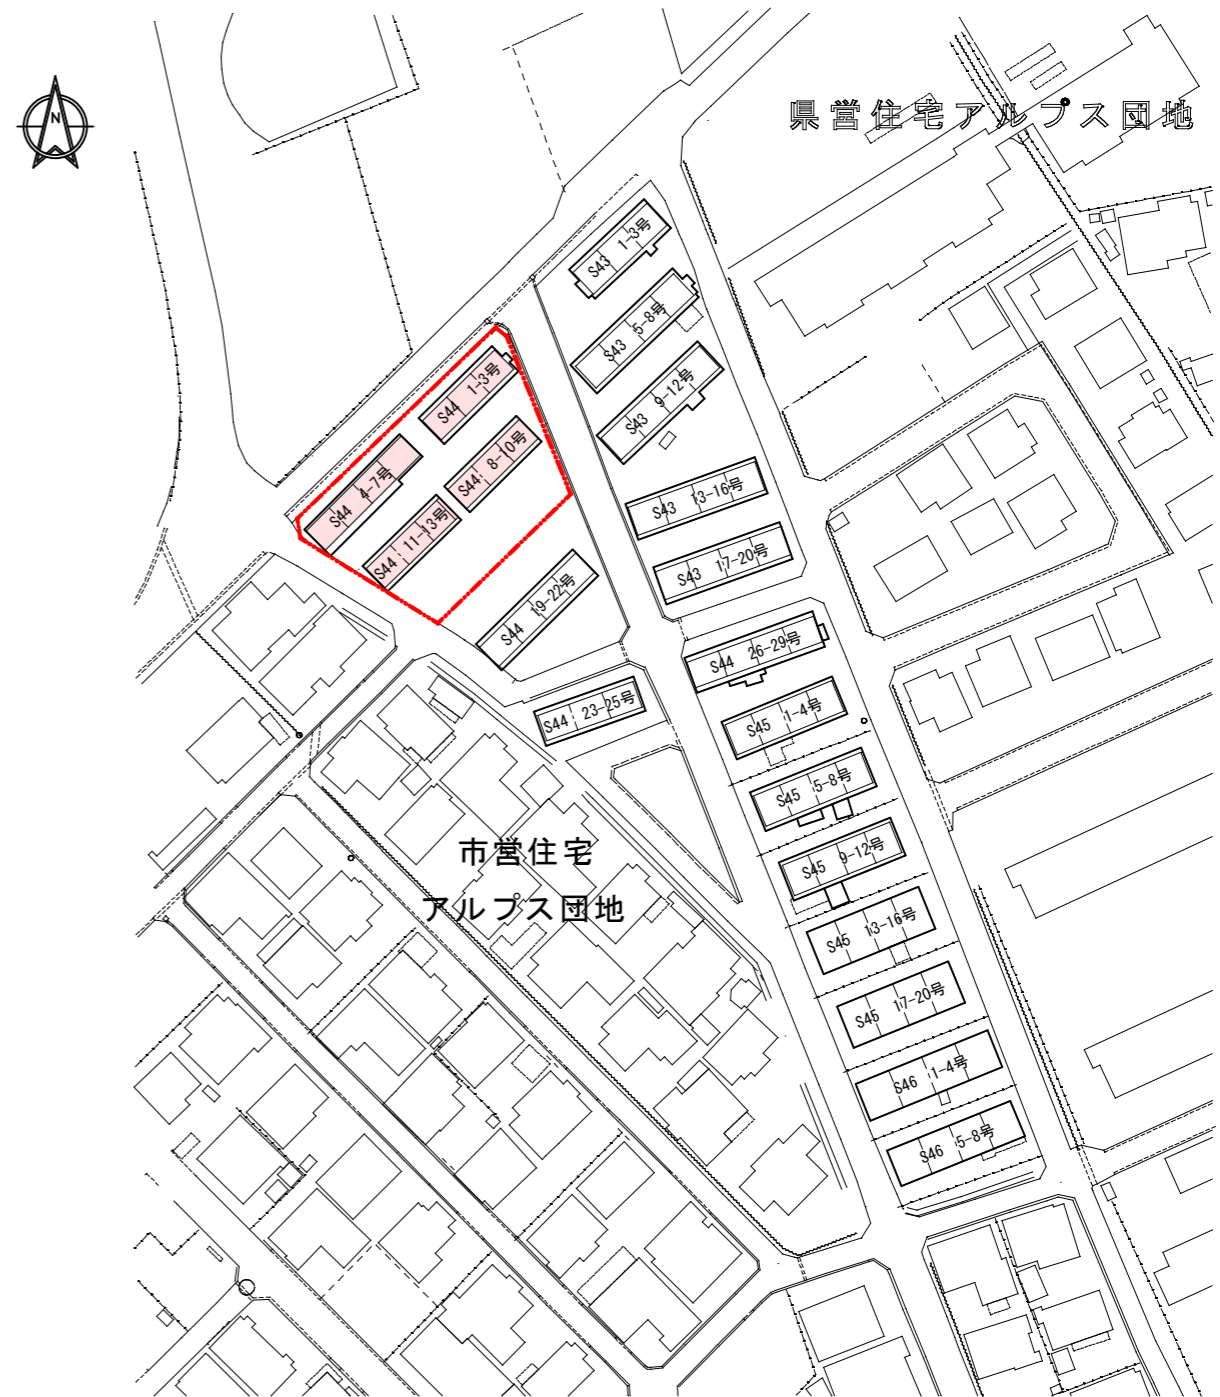 N
県営住宅アルプス団地
S43 1-3号
S43 5-8号
S43 9-12号
S44 1-3号
S44 8-10号
S44 4-7号
S44 11-13号
S43 13-16号
S43 17-20号
S44 19-22号
S44 26-29号
S44 23-25号
S45 1-4号
S45 5-8号
S45 9-12号
市営住宅
アルプス団地
S45 13-16号
S45 17-20号
S46 1-4号
S46 5-8号